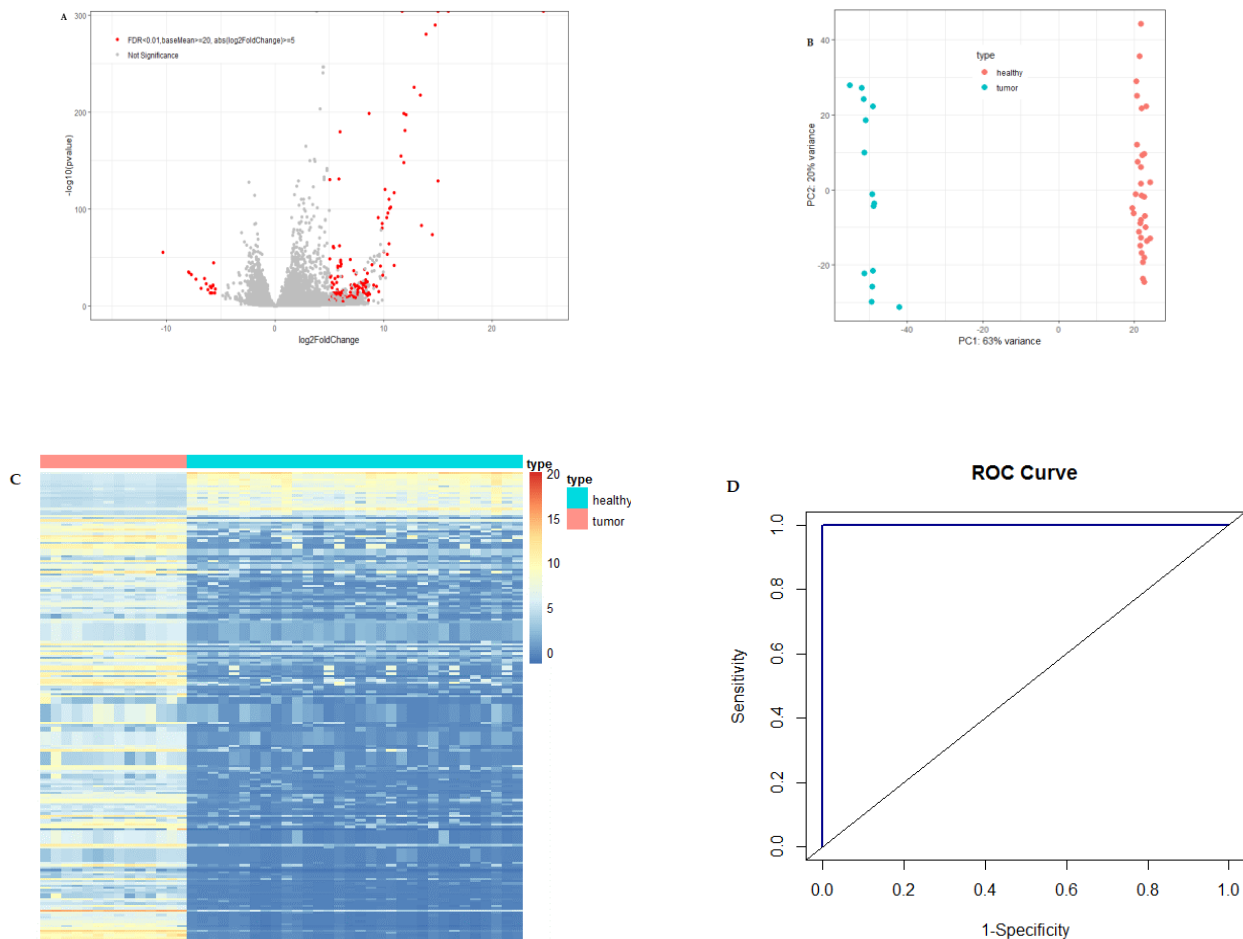 A
300
200
100
0
-log10(pvalue)
FDR<0.01,baseMean>=20, abs(log2FoldChange)>=5
Not Significance
-10
0
10
20
log2FoldChange
B
40
20
0
-20
PC2: 20% variance
type
healthy
tumor
-40
-20
0
20
PC1: 63% variance
C
type
20
15
10
5
0
type
healthy
tumor
D
ROC Curve
1.0
0.8
0.6
0.4
0.2
0.0
Sensitivity
0.0
0.2
0.4
0.6
0.8
1.0
1-Specificity